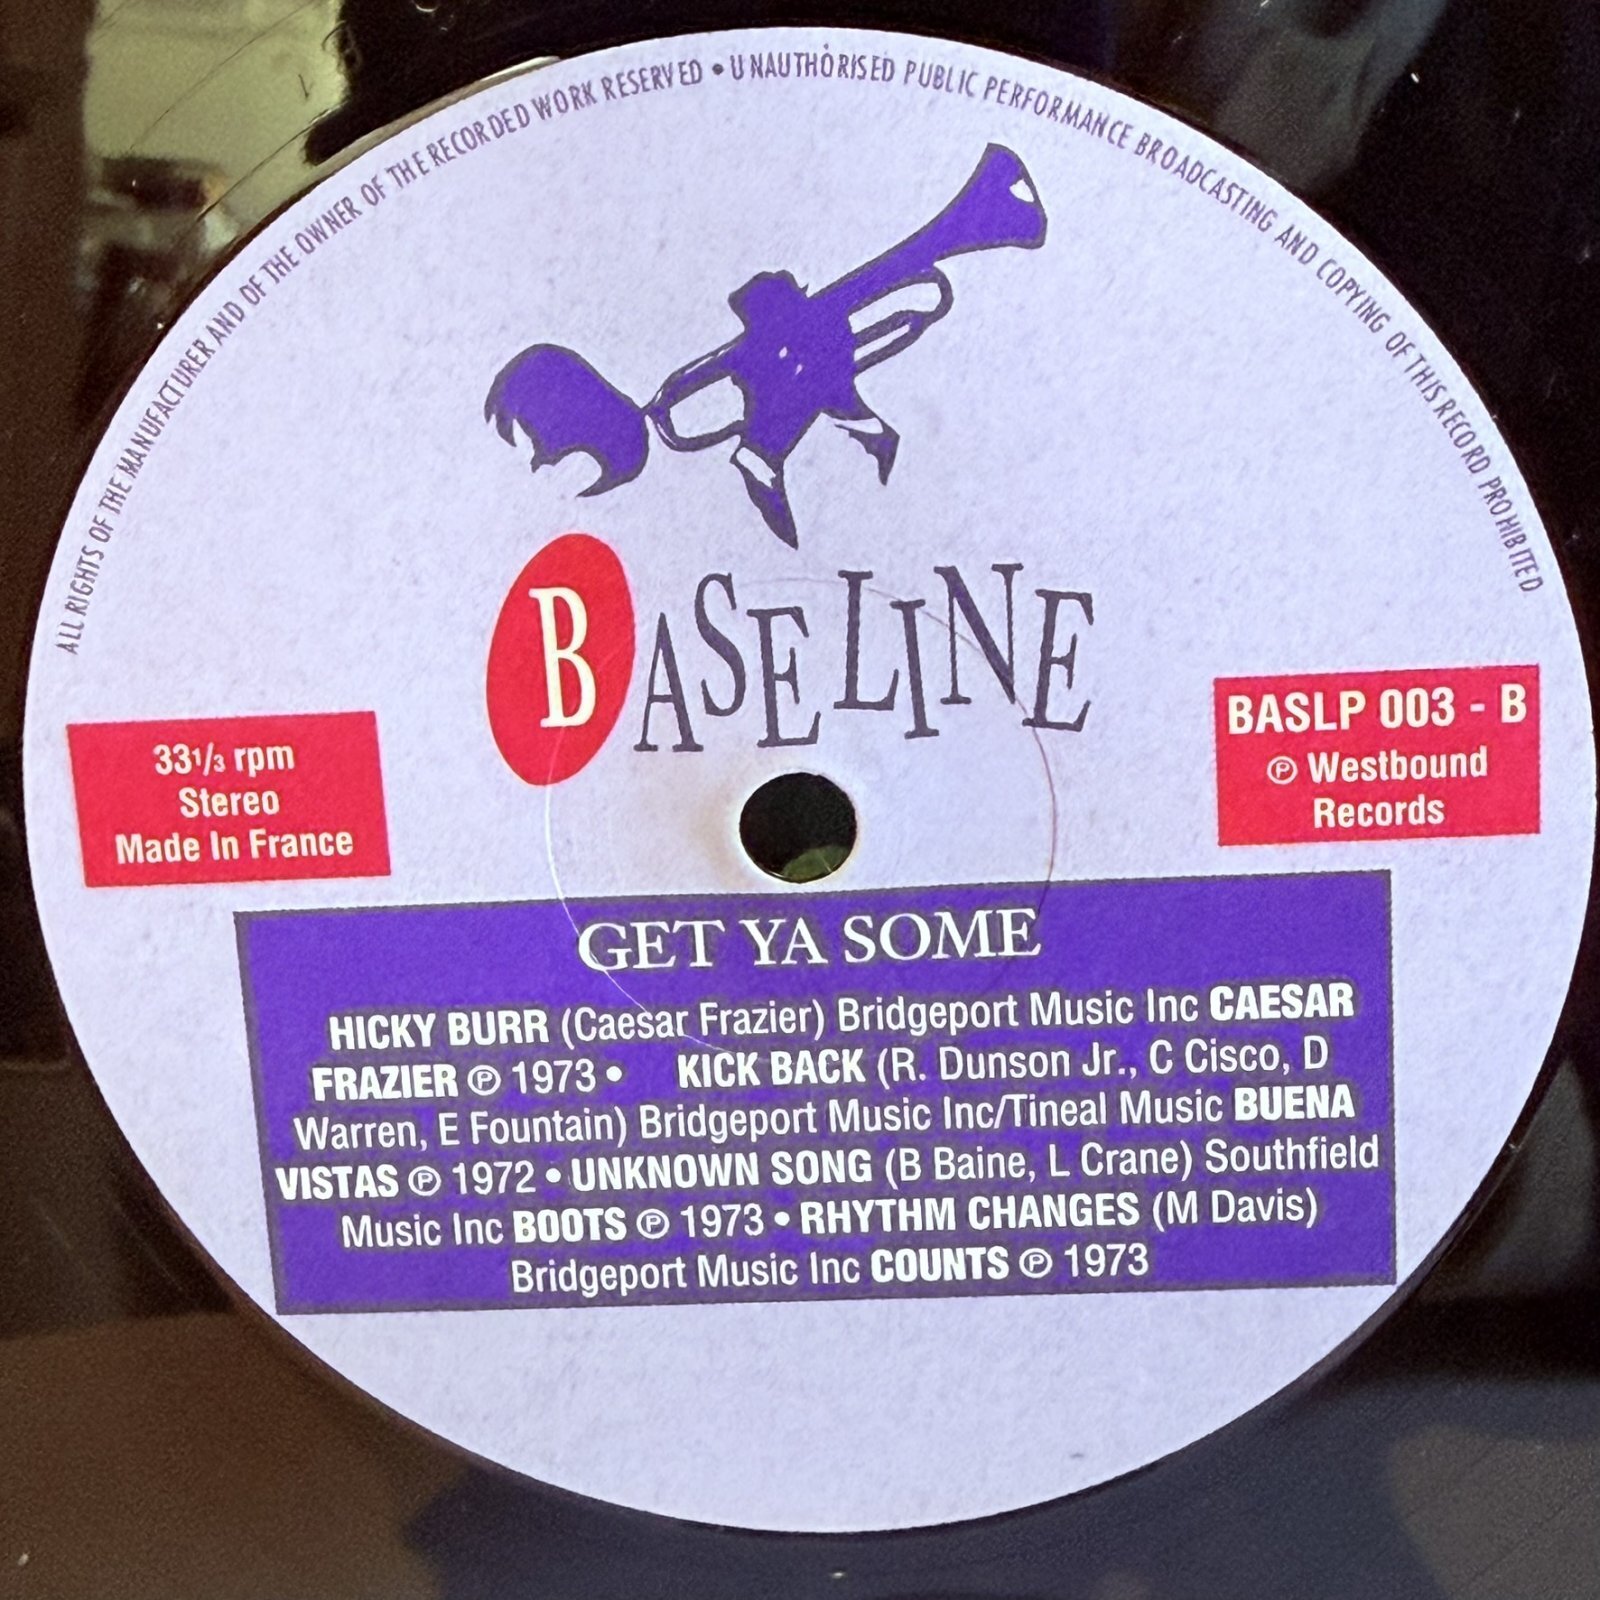 ALL RIGHTS OF THE MANUFACTURER AND OF THE OWNER OF THE RECORDED WORK RESERVED • UNAUTHORISED PUBLIC PERFORMANCE BROADCASTING AND COPYING OF THIS RECORD PROHIBITED
BASELINE
33 1/3 rpm
Stereo
Made In France
BASLP 003 - B
℗ Westbound
Records
GET YA SOME
HICKY BURR (Caesar Frazier) Bridgeport Music Inc CAESAR
FRAZIER ℗ 1973 • KICK BACK (R. Dunson Jr., C Cisco, D
Warren, E Fountain) Bridgeport Music Inc/Tineal Music BUENA
VISTAS ℗ 1972 • UNKNOWN SONG (B Baine, L Crane) Southfield
Music Inc BOOTS ℗ 1973 • RHYTHM CHANGES (M Davis)
Bridgeport Music Inc COUNTS ℗ 1973